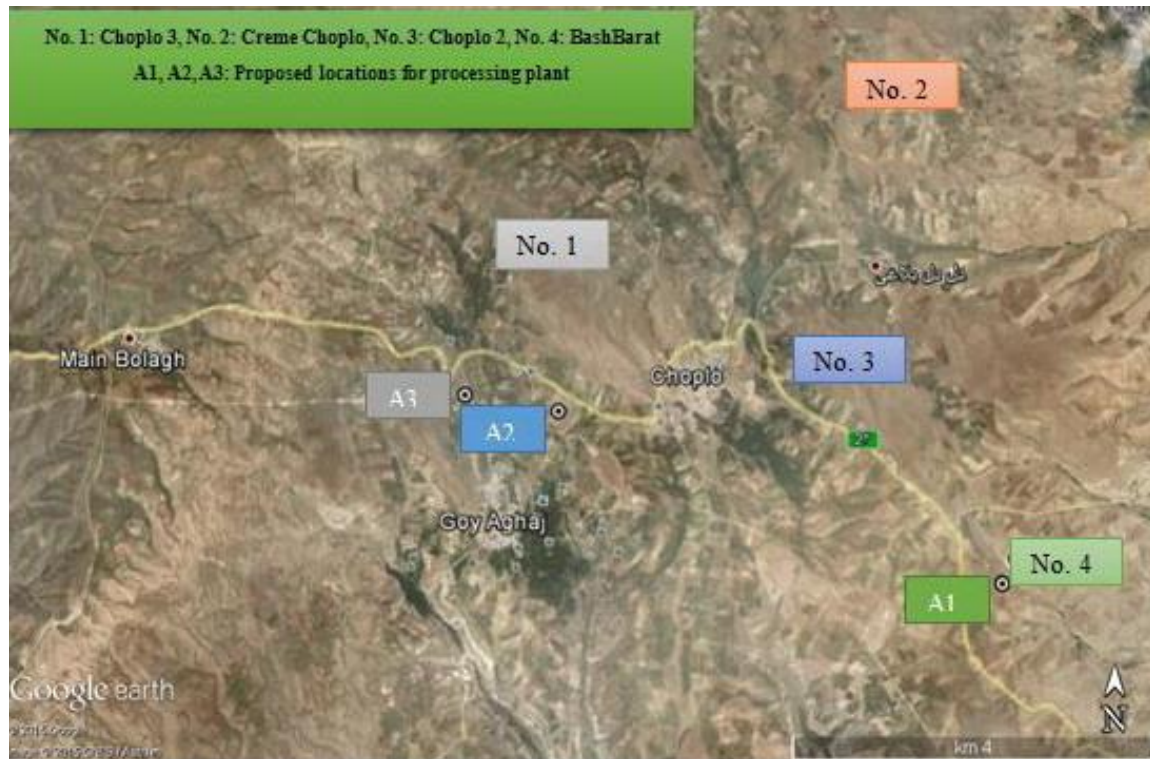 No. 1: Choplo 3, No. 2: Creme Choplo, No. 3: Choplo 2, No. 4: BashBarat
A1, A2, A3: Proposed locations for processing plant
No. 2
No. 1
Main Bolagh
Choplo
No. 3
A3
A2
Goy Aghaj
No. 4
A1
Google earth
N
km 4